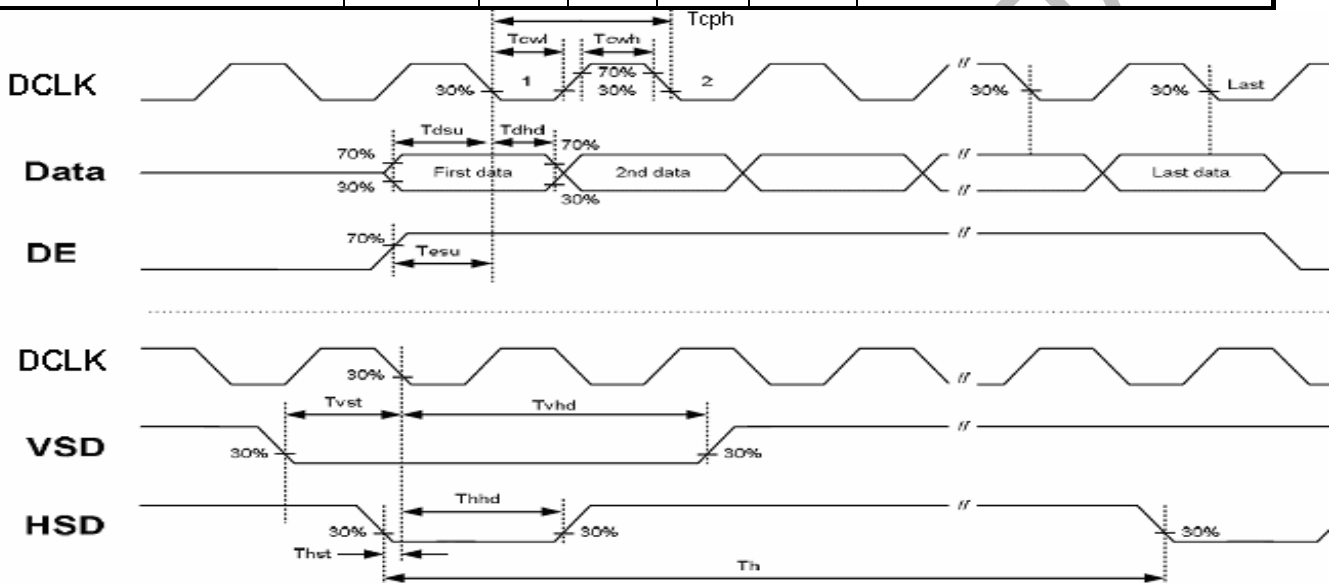 Tcph
Tcwl Tcwh
DCLK 30% 1 70% 30% 2 // 30% 30% Last
Tdsu Tdhd
Data 70% 30% First data 70% 30% 2nd data // // Last data
DE 70% Tesu //
DCLK 30% //
Tvst Tvhd
VSD 30% 30% //
Thhd
HSD 30% 30% // 30%
Thst
Th